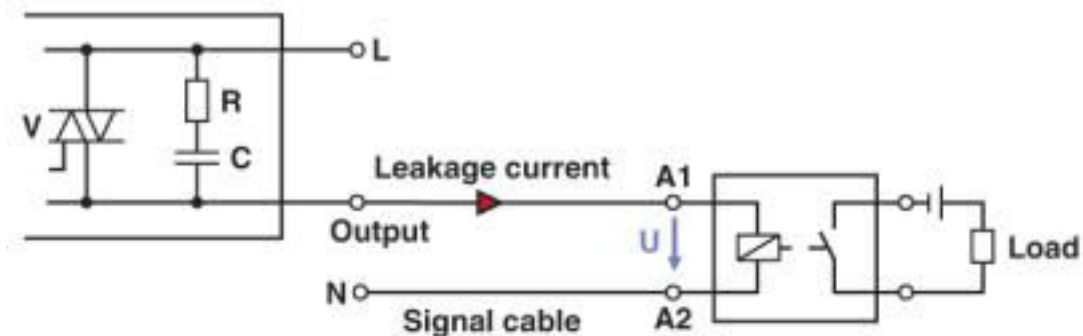 L
V
R
C
Leakage current
A1
Output
U
Load
N
Signal cable
A2